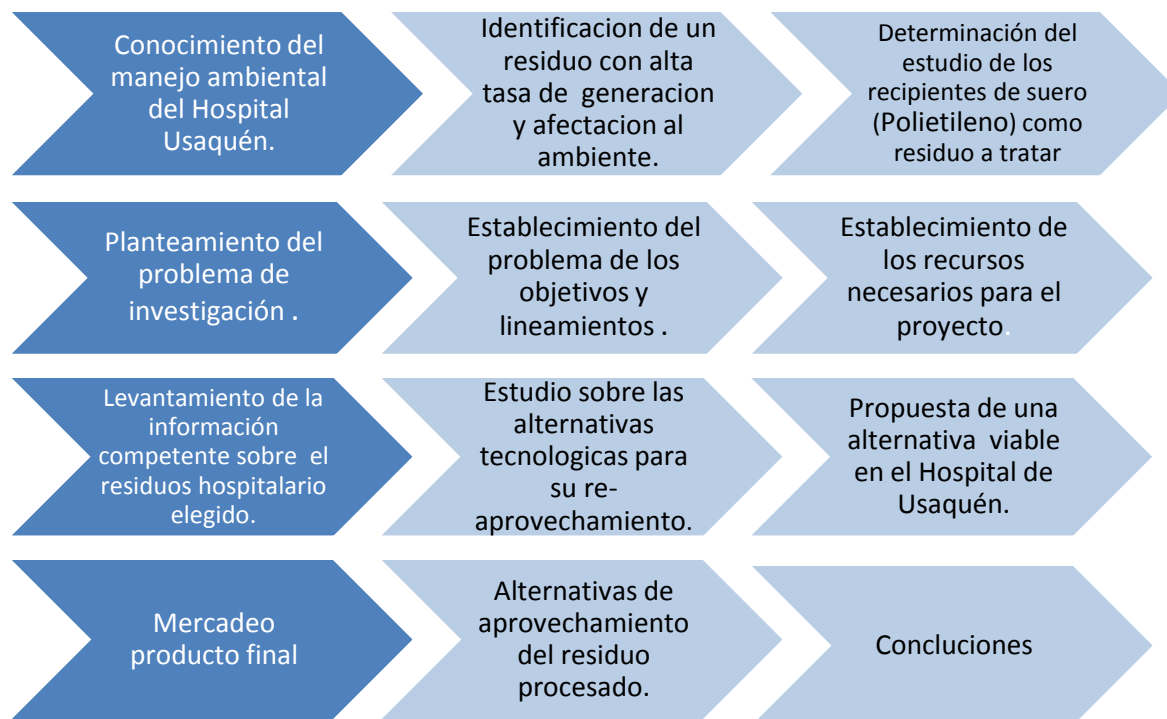 Conocimiento del
manejo ambiental
del Hospital
Usaquén.
Identificacion de un
residuo con alta
tasa de generacion
y afectacion al
ambiente.
Determinación del
estudio de los
recipientes de suero
(Polietileno) como
residuo a tratar
Planteamiento del
problema de
investigación .
Establecimiento del
problema de los
objetivos y
lineamientos .
Establecimiento de
los recursos
necesarios para el
proyecto.
Levantamiento de la
información
competente sobre el
residuos hospitalario
elegido.
Estudio sobre las
alternativas
tecnologicas para
su re-
aprovechamiento.
Propuesta de una
alternativa viable
en el Hospital de
Usaquén.
Mercadeo
producto final
Alternativas de
aprovechamiento
del residuo
procesado.
Concluciones